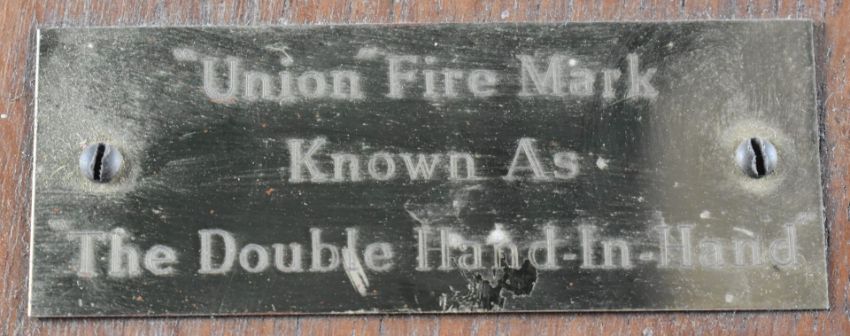 "Union" Fire Mark
Known As
"The Double Hand-In-Hand"